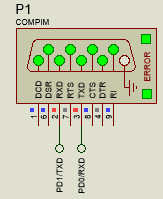 P1
COMPIM
ERROR
DCD
DSR
RXD
RTS
TXD
CTS
DTR
RI
1
6
2
7
3
8
4
9
PD1/TXD
PD0/RXD